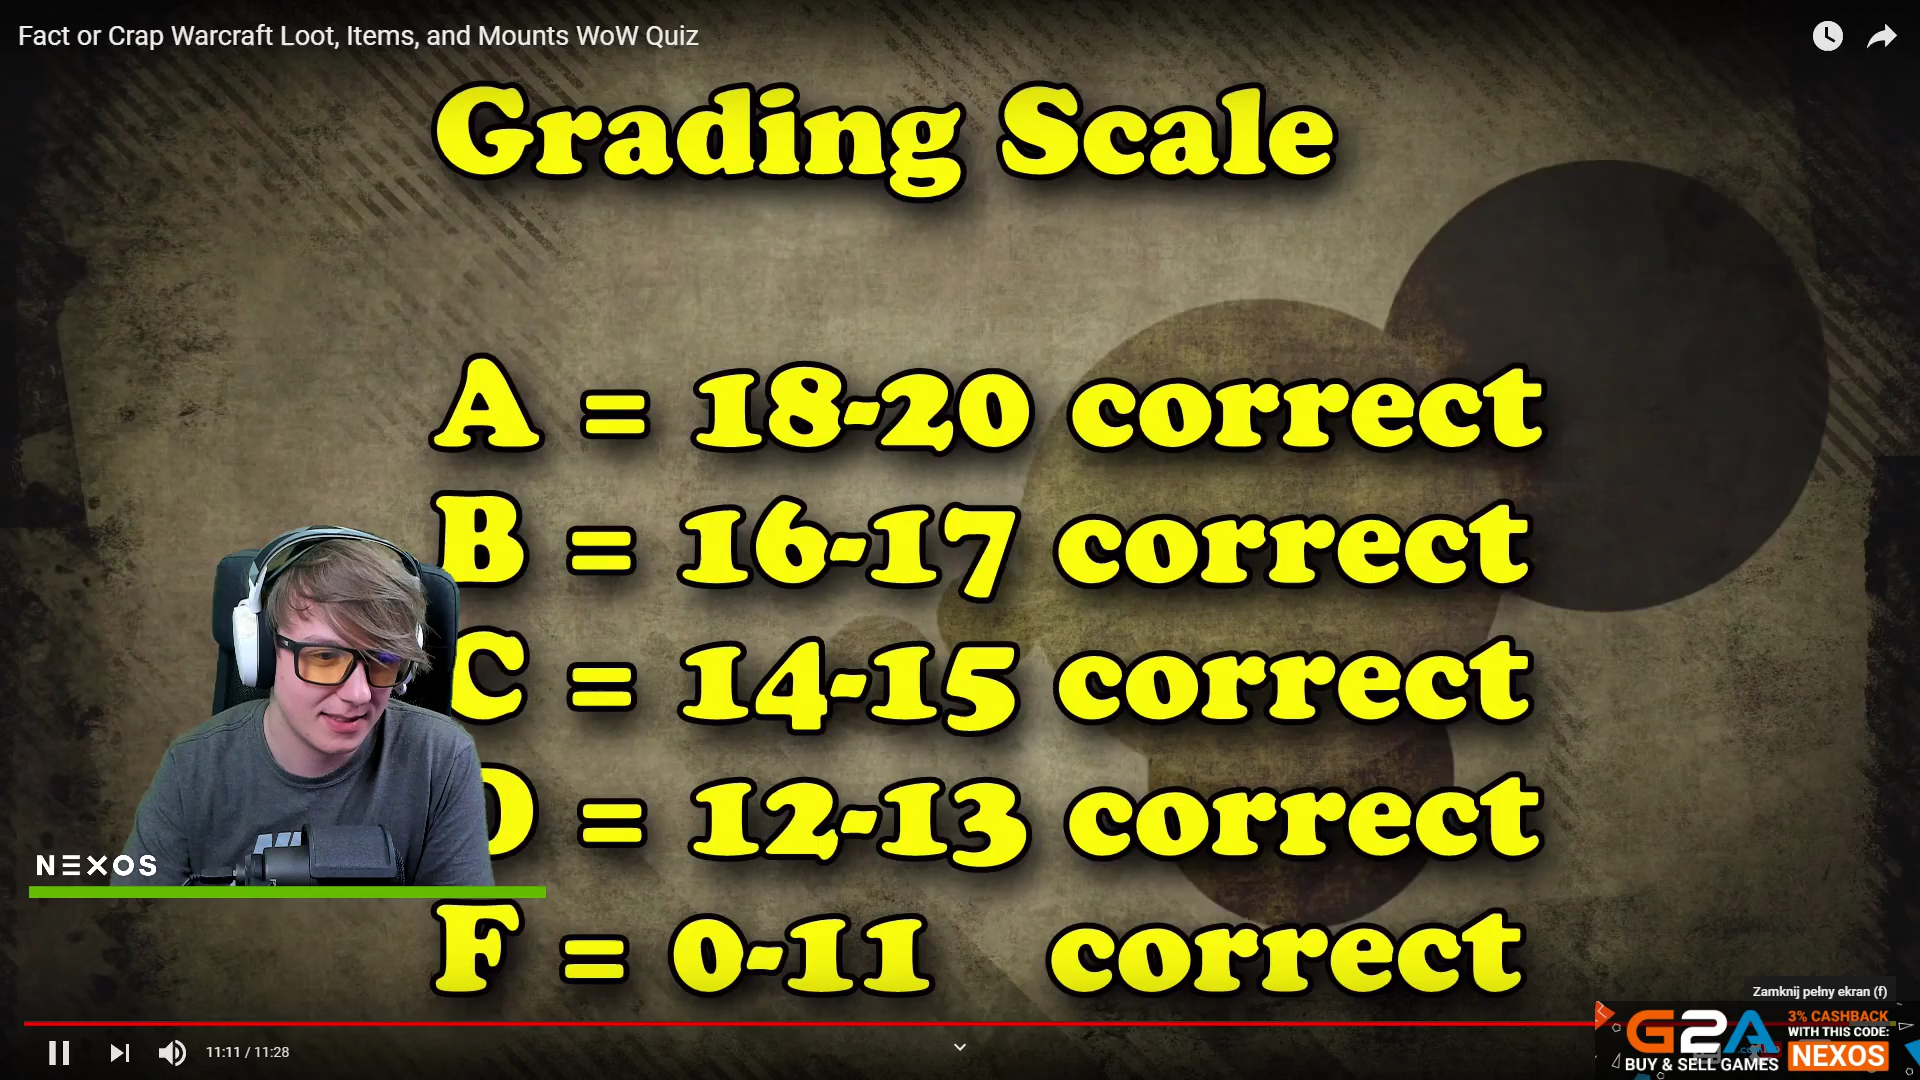 Fact or Crap Warcraft Loot, Items, and Mounts WoW Quiz
Grading Scale
A = 18-20 correct
B = 16-17 correct
C = 14-15 correct
D = 12-13 correct
F = 0-11 correct
NEXOS
Zamknij pełny ekran (f)
11:11 / 11:28
G2A
BUY & SELL GAMES
3% CASHBACK
WITH THIS CODE:
NEXOS